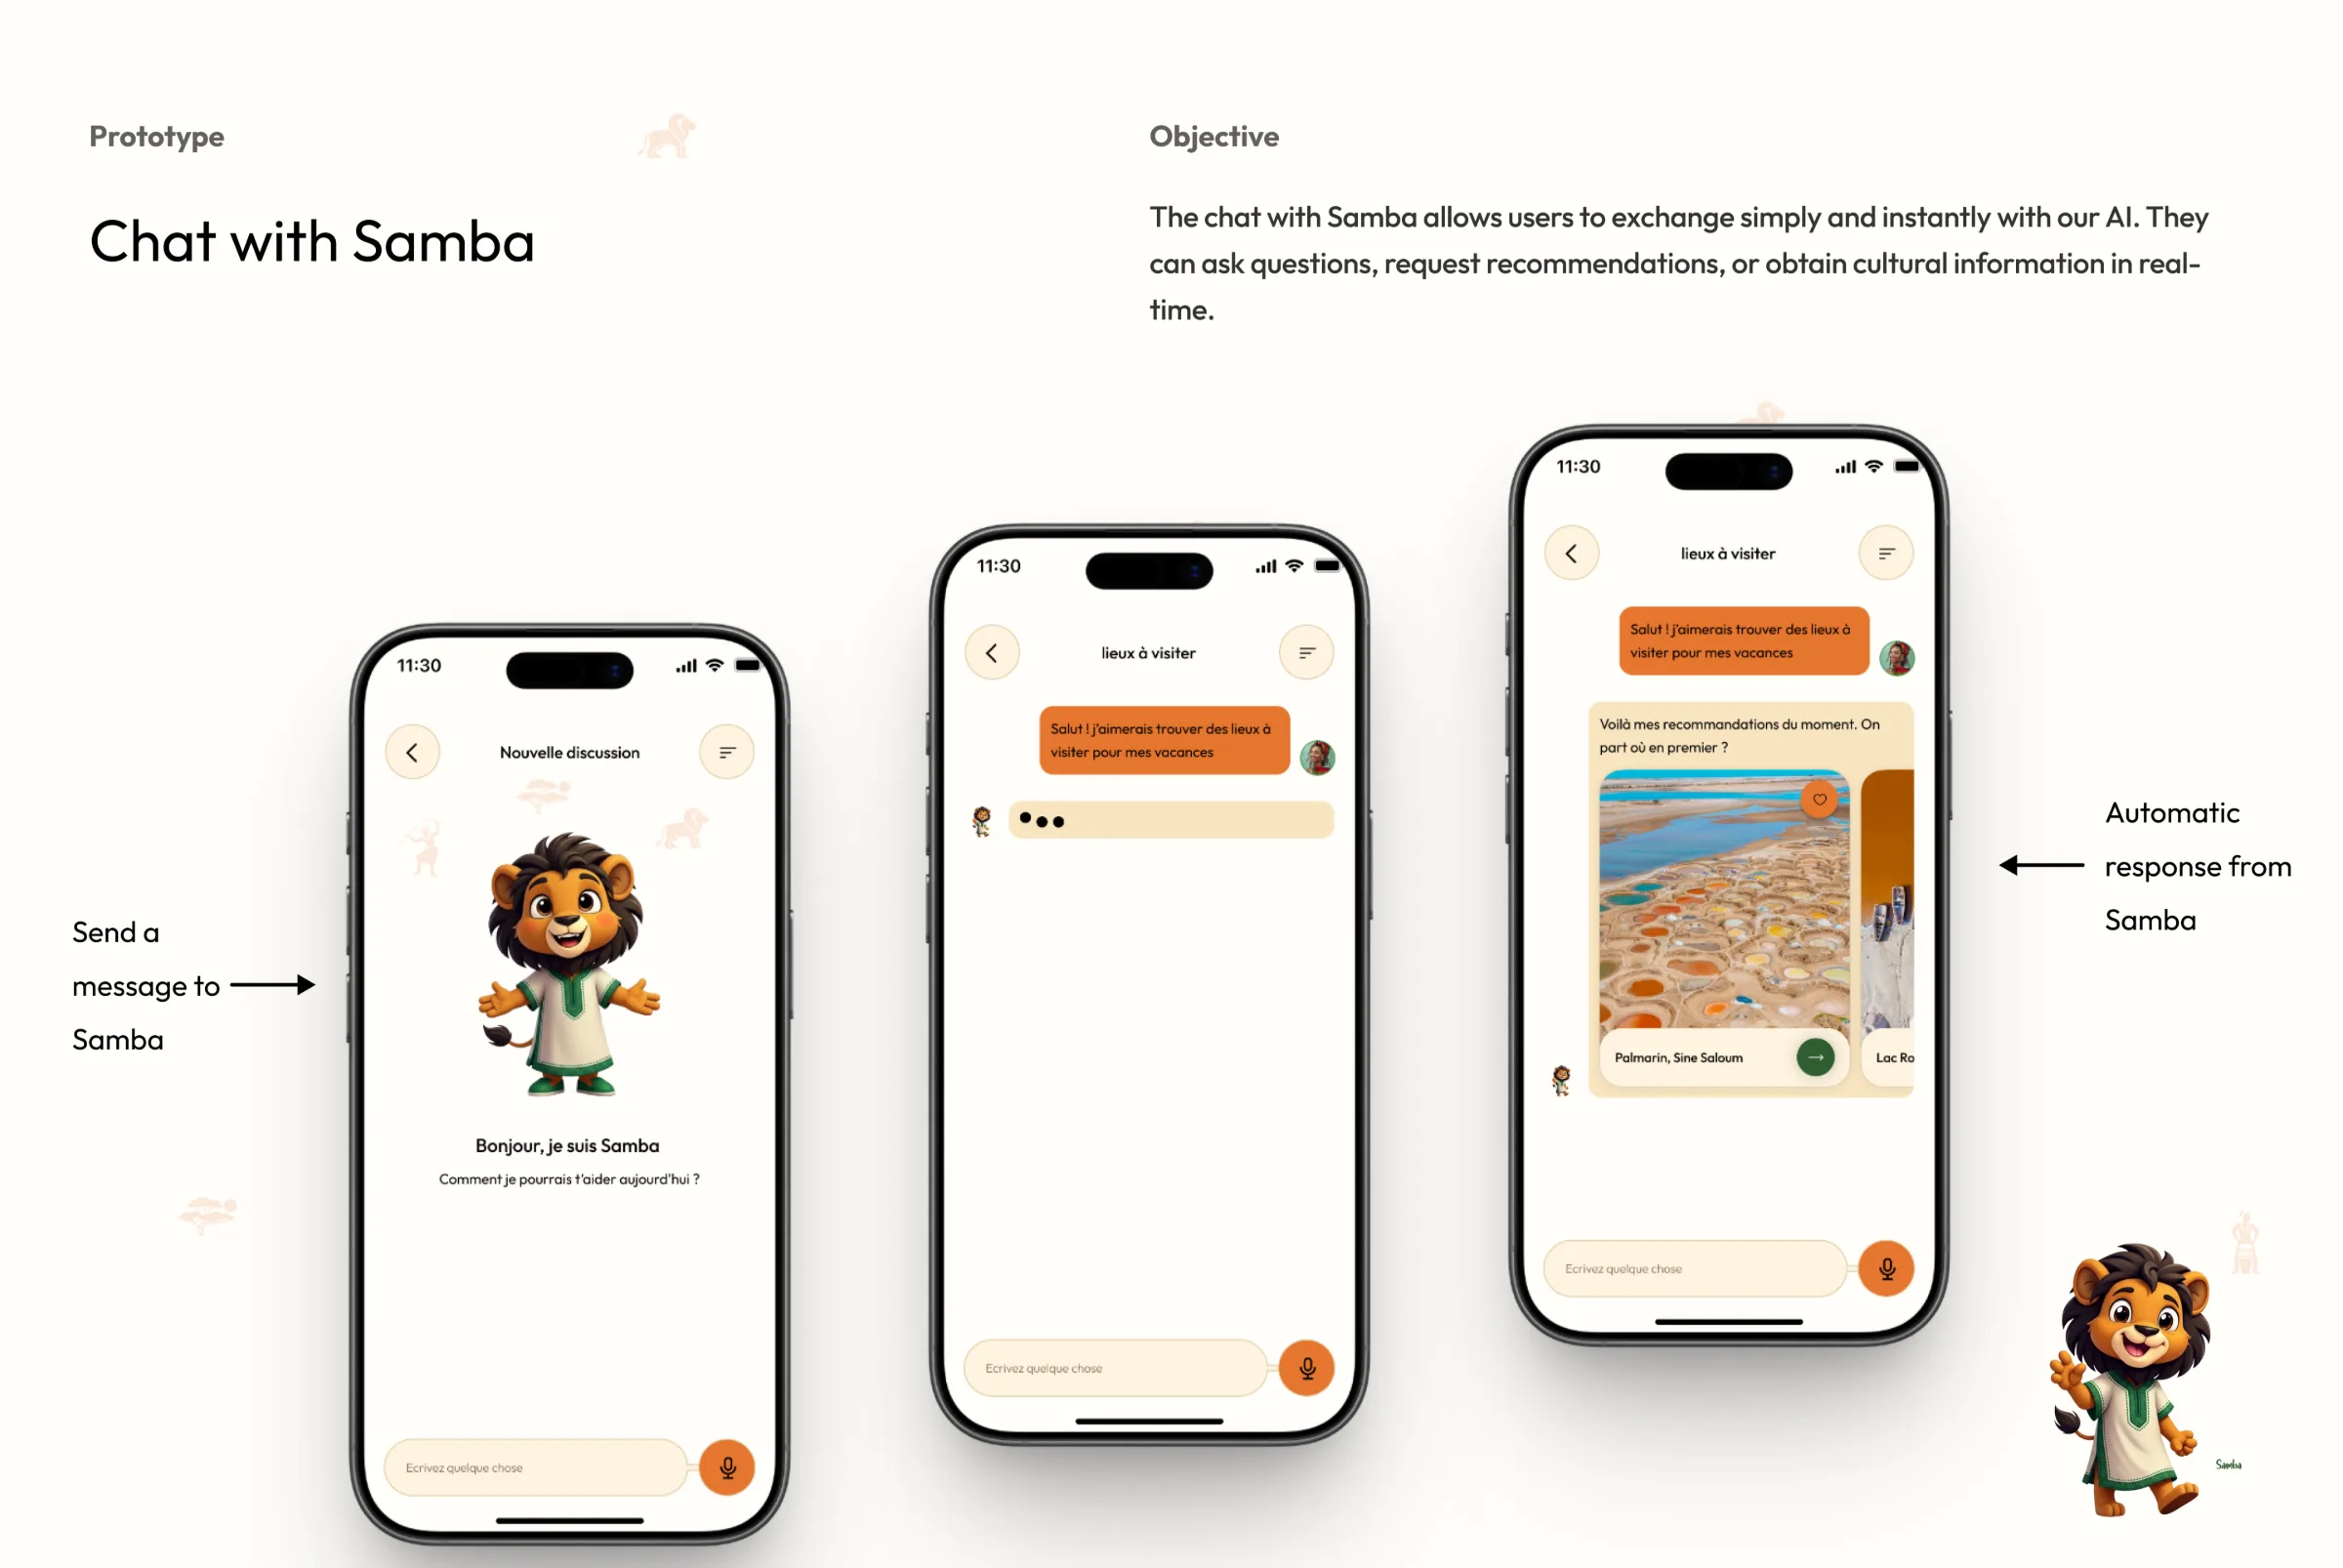 Prototype
Chat with Samba
Objective
The chat with Samba allows users to exchange simply and instantly with our AI. They
can ask questions, request recommendations, or obtain cultural information in real-
time.
Send a
message to
Samba
11:30
Nouvelle discussion
Bonjour, je suis Samba
Comment je pourrais t'aider aujourd'hui ?
Ecrivez quelque chose
11:30
lieux à visiter
Salut ! j'aimerais trouver des lieux à
visiter pour mes vacances
Ecrivez quelque chose
11:30
lieux à visiter
Salut ! j'aimerais trouver des lieux à
visiter pour mes vacances
Voilà mes recommandations du moment. On
part où en premier ?
Palmarin, Sine Saloum
Lac Ro
Ecrivez quelque chose
Automatic
response from
Samba
Samba